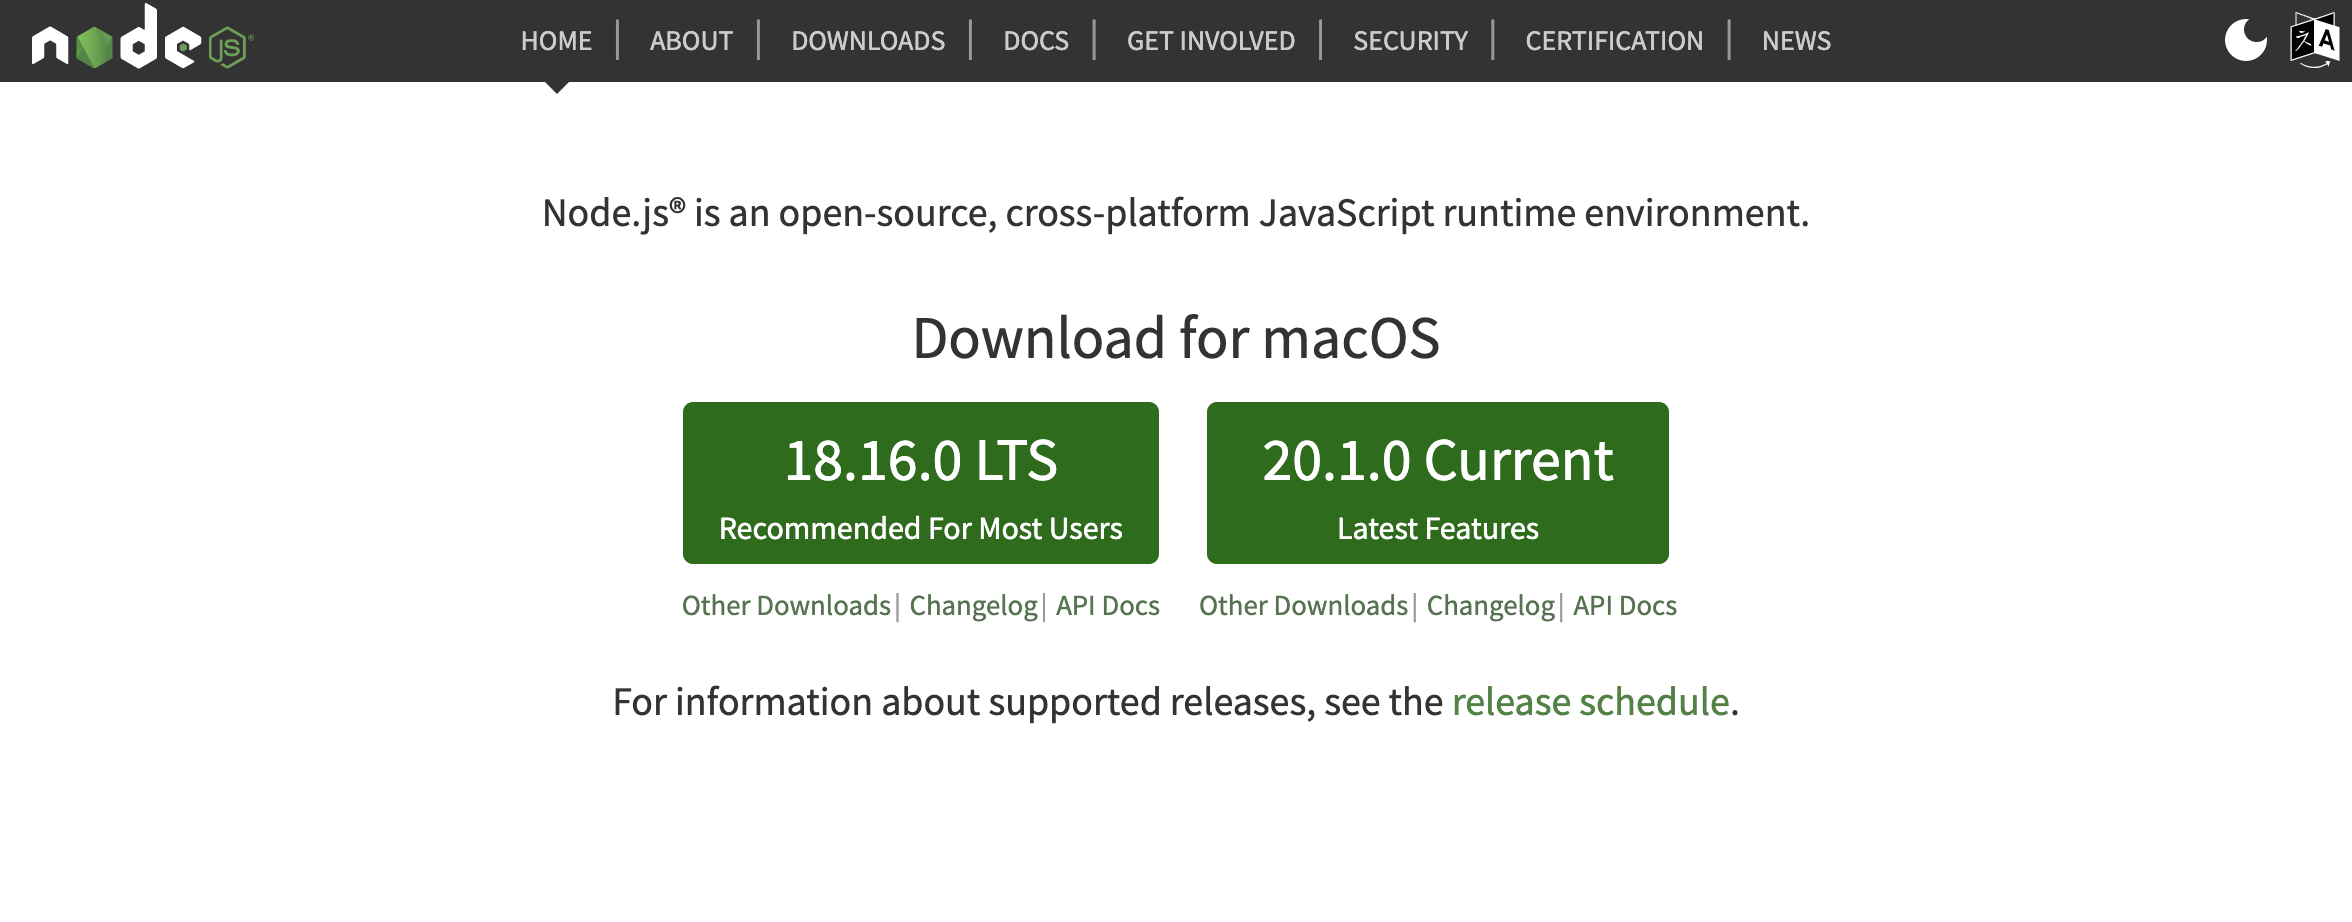 node JS®
HOME | ABOUT | DOWNLOADS | DOCS | GET INVOLVED | SECURITY | CERTIFICATION | NEWS
Node.js® is an open-source, cross-platform JavaScript runtime environment.
Download for macOS
18.16.0 LTS
Recommended For Most Users
20.1.0 Current
Latest Features
Other Downloads | Changelog | API Docs
Other Downloads | Changelog | API Docs
For information about supported releases, see the release schedule.